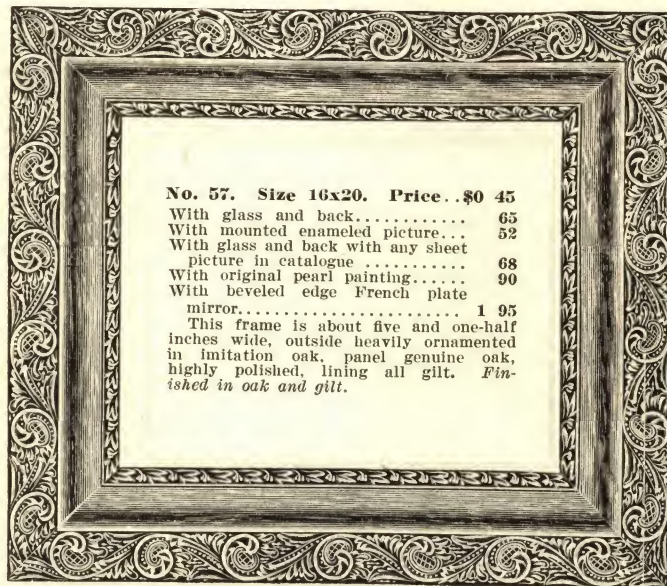 No. 57. Size 16x20. Price..$0 45
With glass and back............ 65
With mounted enameled picture... 52
With glass and back with any sheet
picture in catalogue .......... 68
With original pearl painting...... 90
With beveled edge French plate
mirror........................ 1 95
This frame is about five and one-half
inches wide, outside heavily ornamented
in imitation oak, panel genuine oak,
highly polished, lining all gilt. Fin-
ished in oak and gilt.